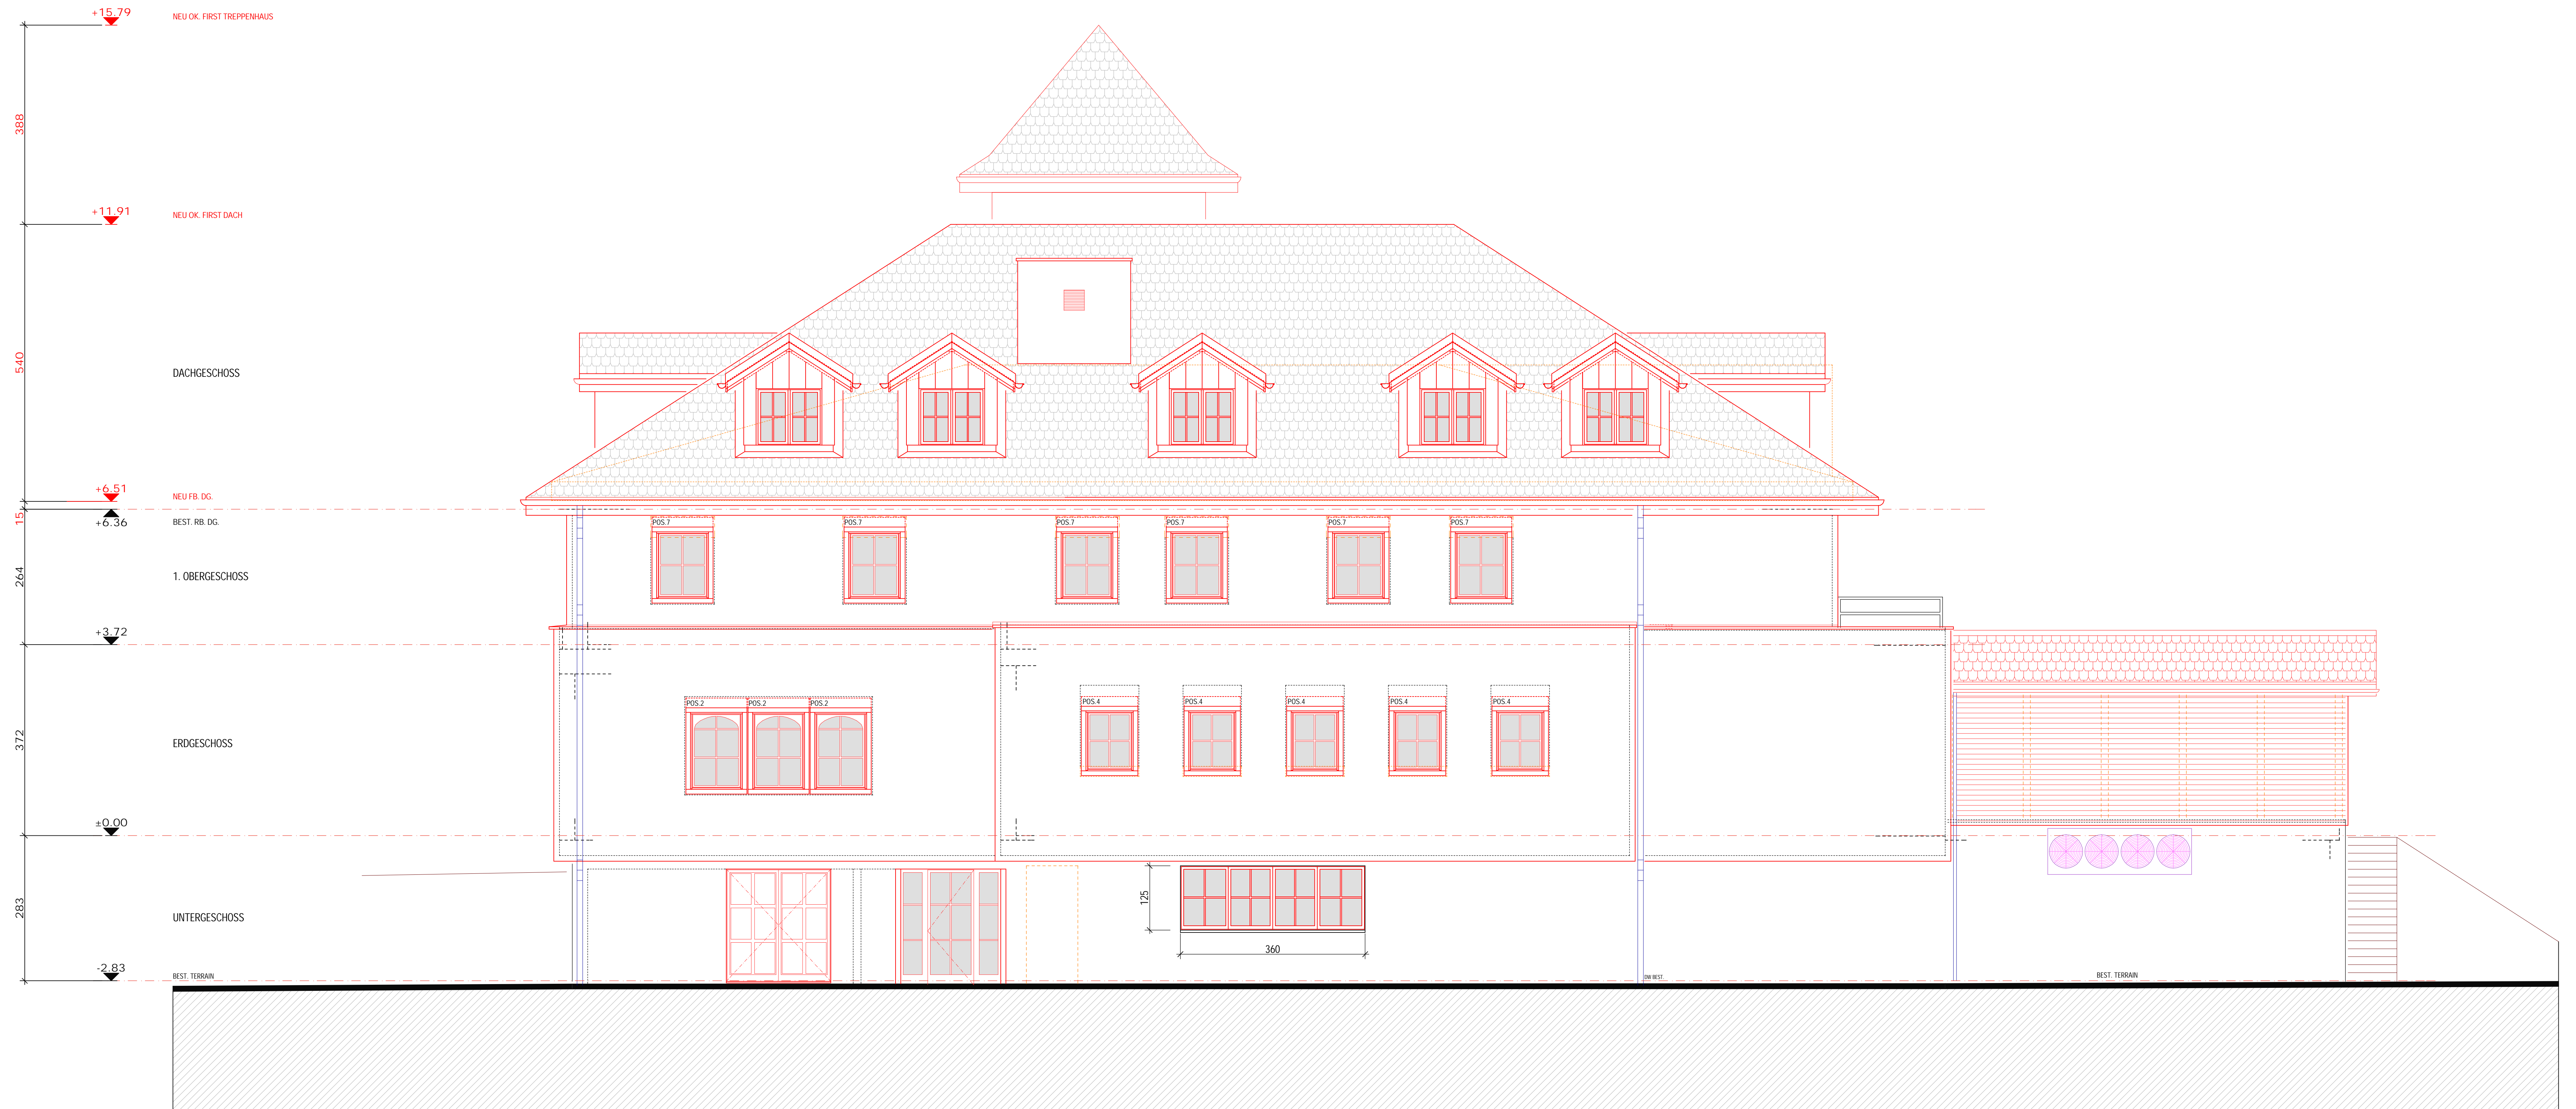 +15.79
NEU OK. FIRST TREPPENHAUS
388
+11.91
NEU OK. FIRST DACH
540
DACHGESCHOSS
+6.51
NEU FB. DG.
15
+6.36
BEST. RB. DG.
POS.7
POS.7
POS.7
POS.7
POS.7
POS.7
264
1. OBERGESCHOSS
+3.72
POS.2
POS.2
POS.2
POS.4
POS.4
POS.4
POS.4
POS.4
372
ERDGESCHOSS
±0.00
125
283
UNTERGESCHOSS
360
-2.83
BEST. TERRAIN
DW BEST.
BEST. TERRAIN